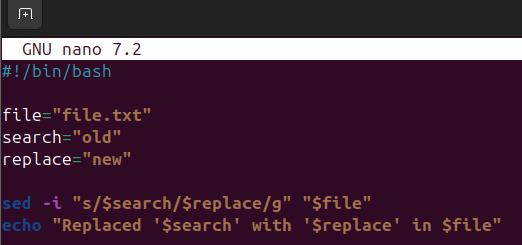 GNU nano 7.2
#!/bin/bash
file="file.txt"
search="old"
replace="new"
sed -i "s/$search/$replace/g" "$file"
echo "Replaced '$search' with '$replace' in $file"